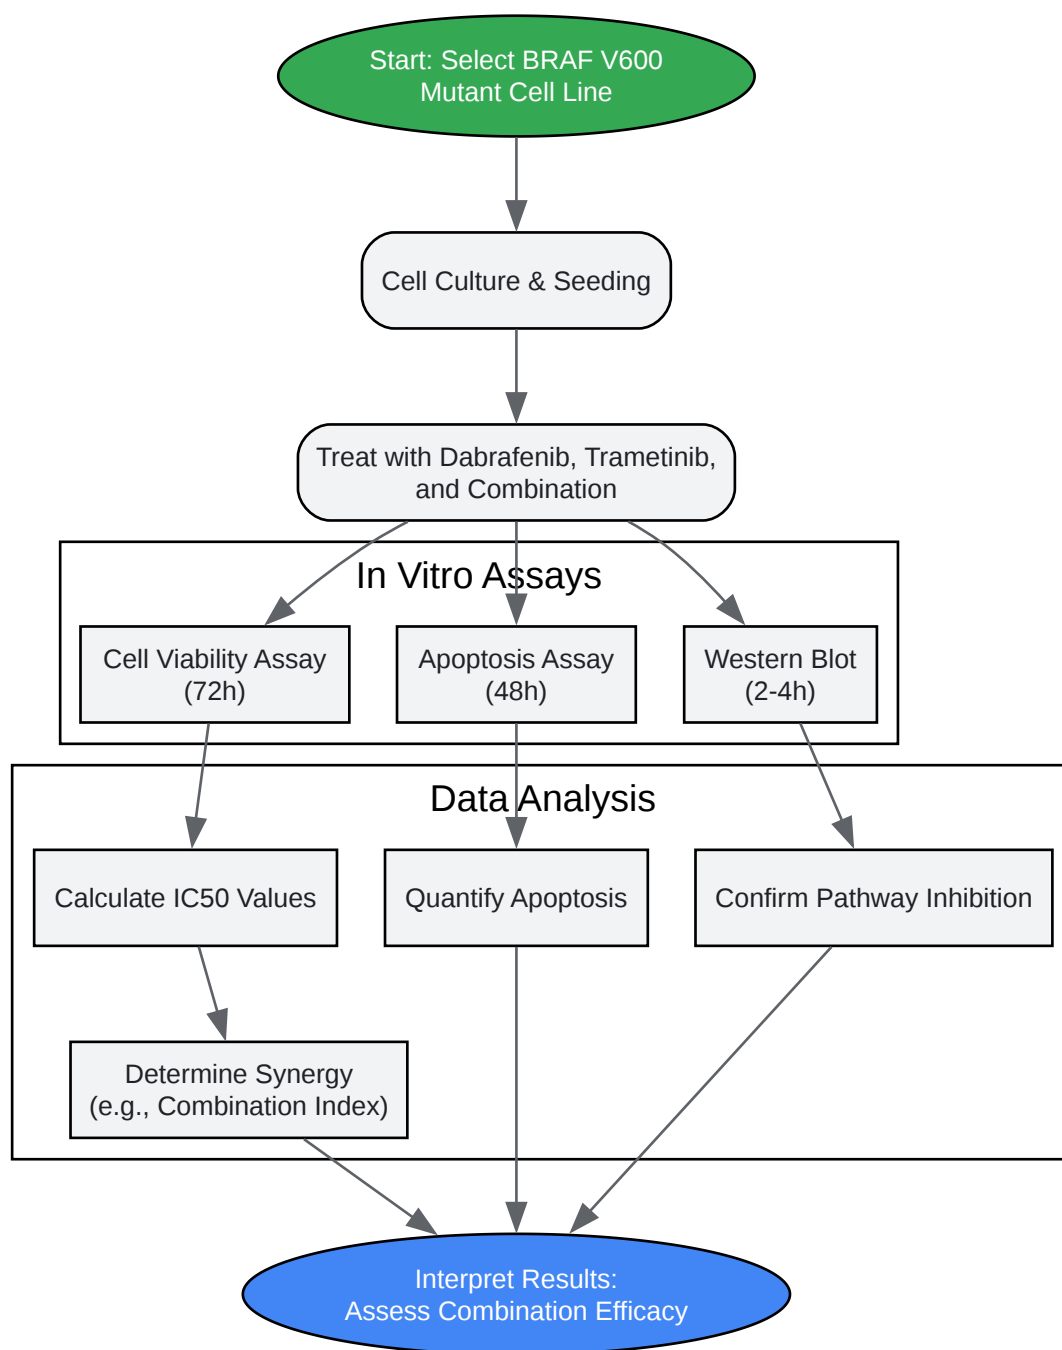 Start: Select BRAF V600
Mutant Cell Line
Cell Culture & Seeding
Treat with Dabrafenib, Trametinib,
and Combination
In Vitro Assays
Cell Viability Assay
(72h)
Apoptosis Assay
(48h)
Western Blot
(2-4h)
Data Analysis
Calculate IC50 Values
Quantify Apoptosis
Confirm Pathway Inhibition
Determine Synergy
(e.g., Combination Index)
Interpret Results:
Assess Combination Efficacy